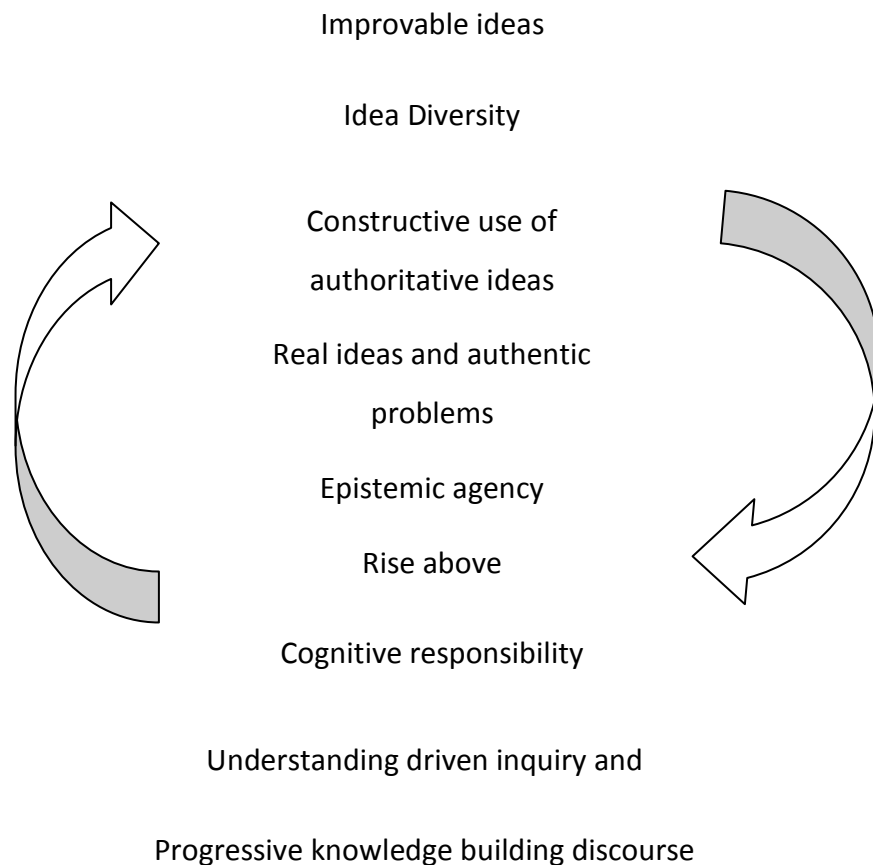 Improvable ideas
Idea Diversity
Constructive use of
authoritative ideas
Real ideas and authentic
problems
Epistemic agency
Rise above
Cognitive responsibility
Understanding driven inquiry and
Progressive knowledge building discourse